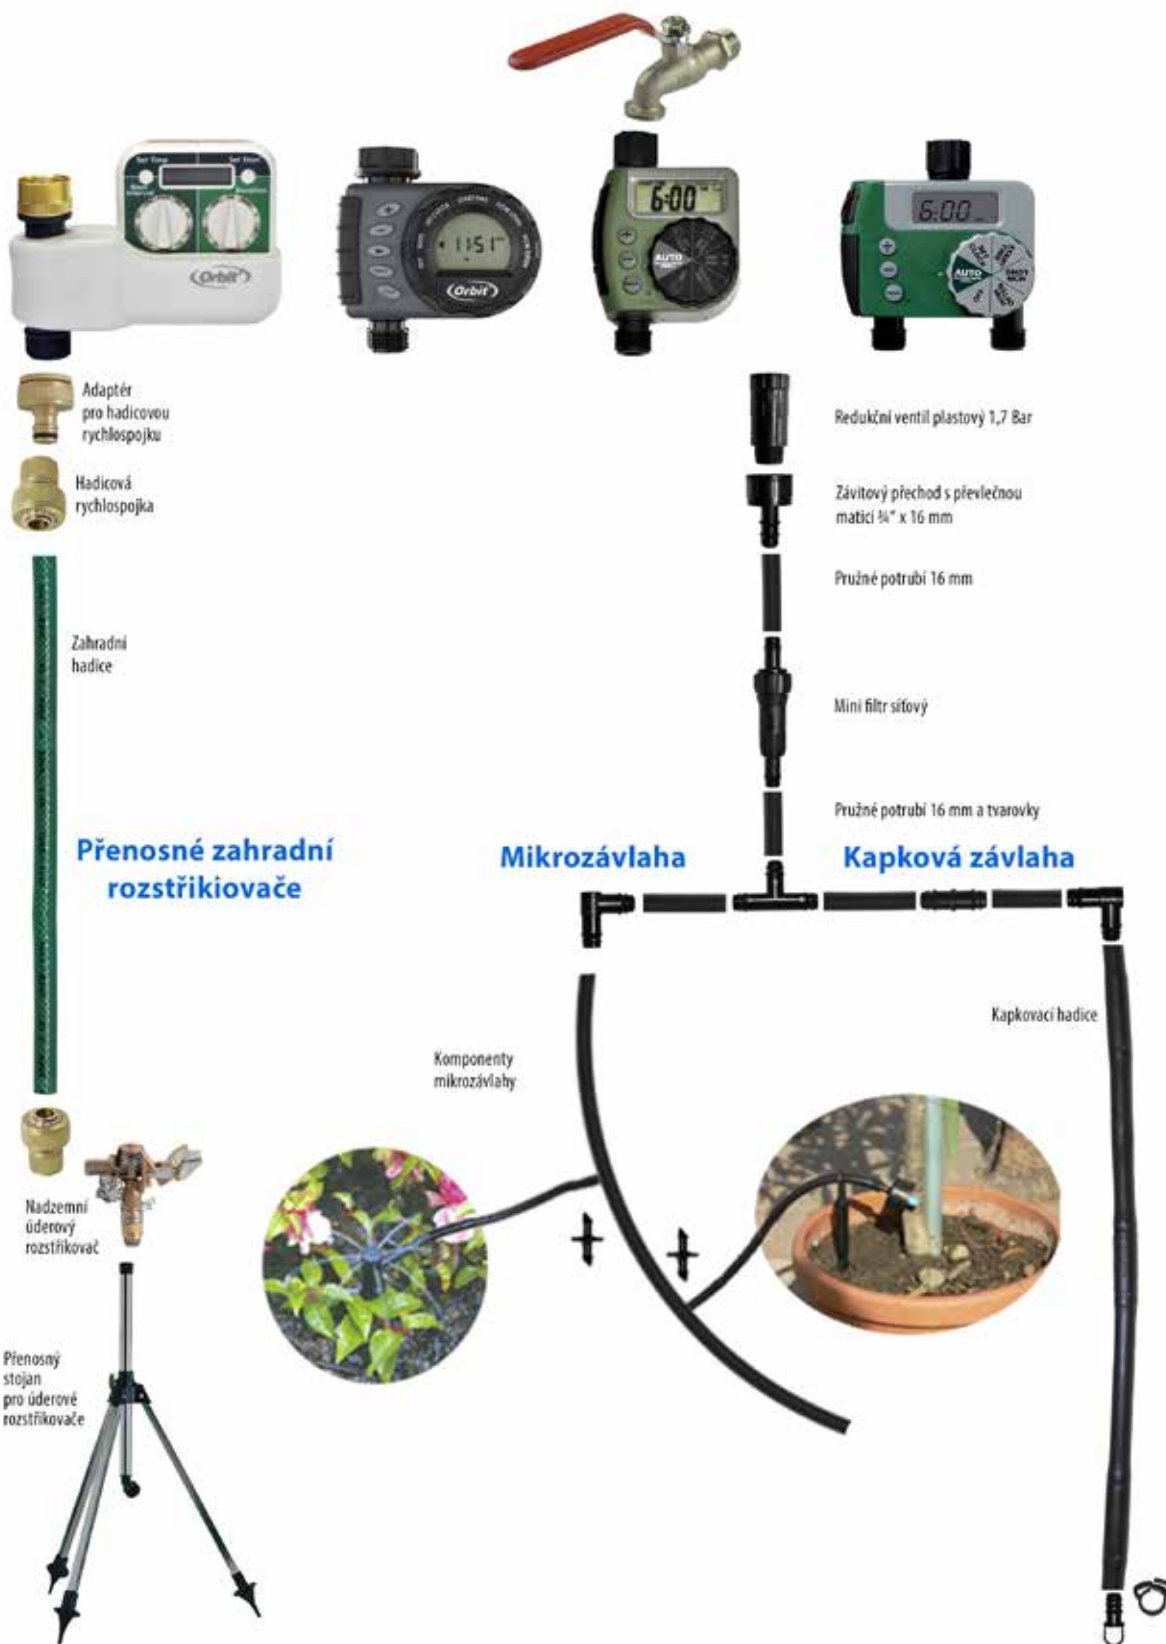 Set Time
Set Start
Orbit
11:51
Orbit
6:00
AUTO
6:00
AUTO
Adaptér
pro hadicovou
rychlospojku
Hadicová
rychlospojka
Zahradní
hadice
Přenosné zahradní
rozstřikiovače
Nadzemní
úderový
rozstřikovač
Přenosný
stojan
pro úderové
rozstřikovače
Redukční ventil plastový 1,7 Bar
Závitový přechod s převlečnou
maticí ¾" x 16 mm
Pružné potrubí 16 mm
Mini filtr síťový
Pružné potrubí 16 mm a tvarovky
Mikrozávlaha
Kapková závlaha
Komponenty
mikrozávlahy
Kapkovací hadice